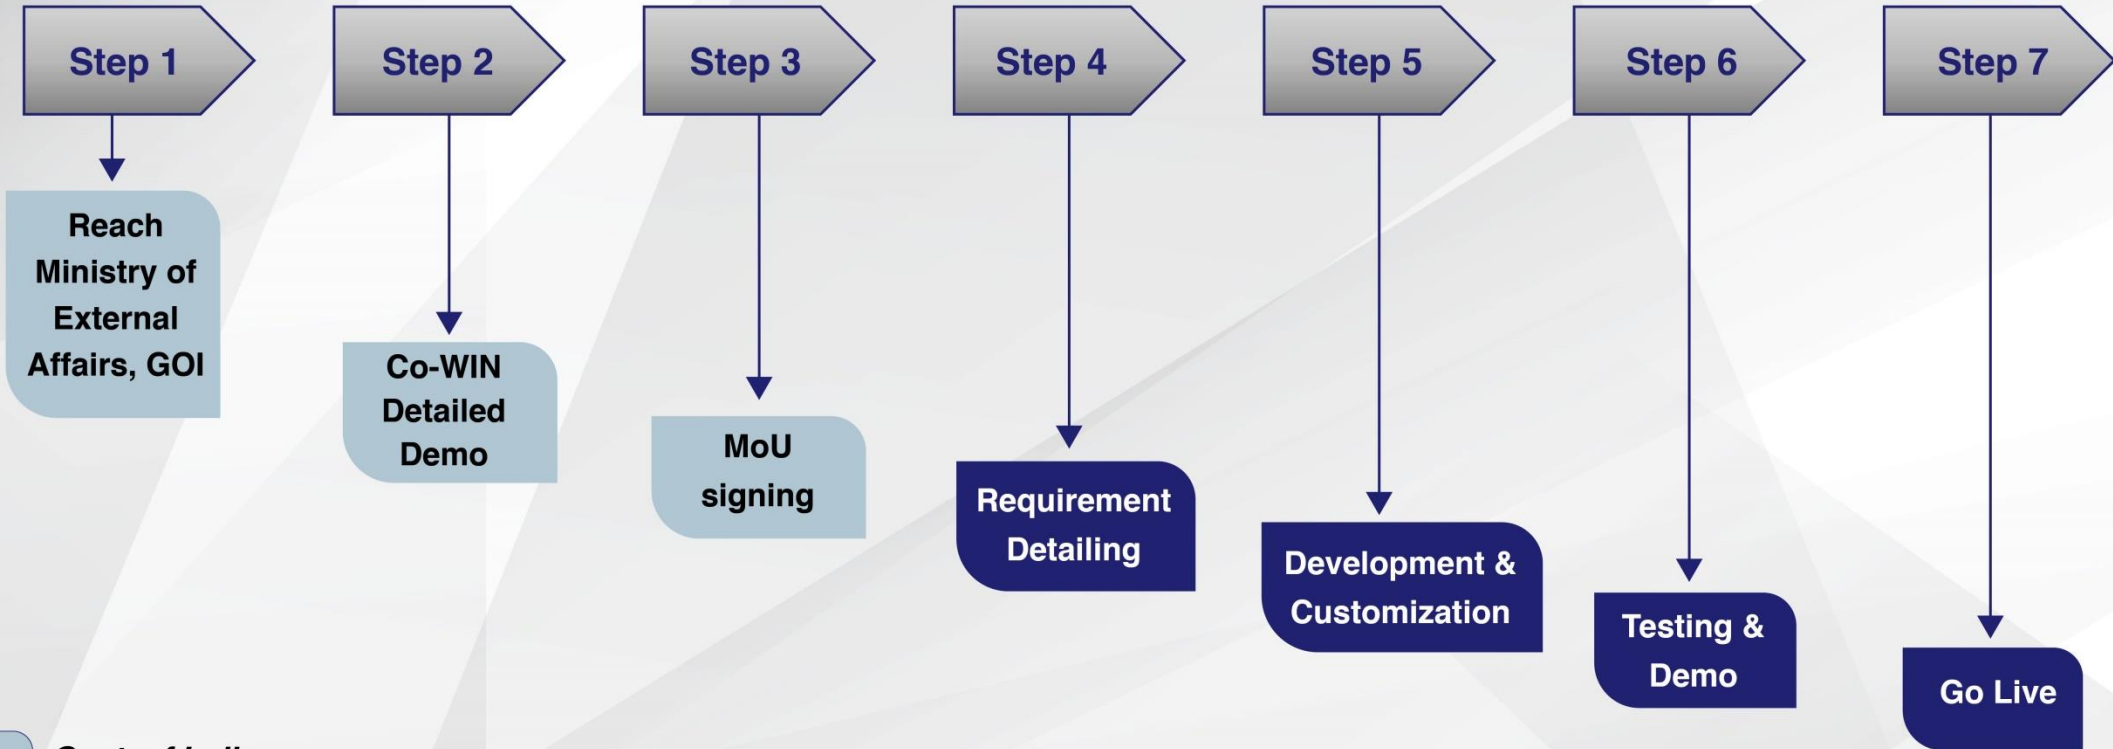 Step 1
Step 2
Step 3
Step 4
Step 5
Step 6
Step 7
Reach
Ministry of
External
Affairs, GOI
Co-WIN
Detailed
Demo
MoU
signing
Requirement
Detailing
Development &
Customization
Testing &
Demo
Go Live